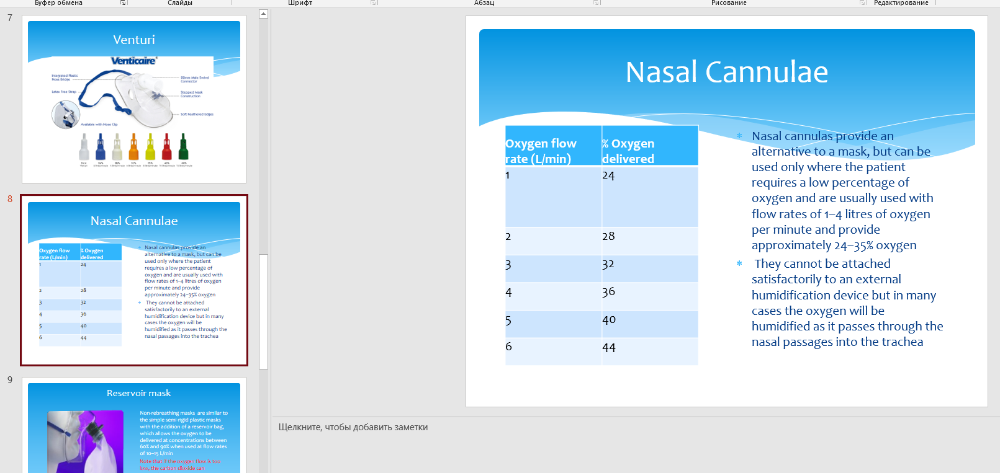 Буфер обмена
Слайды
Шрифт
Абзац
Рисование
Редактирование
7
Venturi
Venticaire
Integrated Plastic
Nose Bridge
Latex Free Strap
22mm Male Swivel
Connector
Stepped Mask
Construction
Soft Feathered Edges
Available with Nose Clip
24%
28%
31%
35%
40%
60%
8
Nasal Cannulae
Oxygen flow
rate (L/min)
% Oxygen
delivered
1
24
2
28
3
32
4
36
5
40
6
44
Nasal cannulas provide an
alternative to a mask, but can be
used only where the patient
requires a low percentage of
oxygen and are usually used with
flow rates of 1–4 litres of oxygen
per minute and provide
approximately 24–35% oxygen
They cannot be attached
satisfactorily to an external
humidification device but in many
cases the oxygen will be
humidified as it passes through the
nasal passages into the trachea
9
Reservoir mask
Non-rebreathing masks are similar to
the simple semi-rigid plastic masks
with the addition of a reservoir bag,
which allows the oxygen to be
delivered at concentrations between
60% and 90% when used at flow rates
of 10–15 L/min
Note that if the oxygen flow is too
low, the carbon dioxide can
Nasal Cannulae
Oxygen flow
rate (L/min)
% Oxygen
delivered
1
24
2
28
3
32
4
36
5
40
6
44
Nasal cannulas provide an
alternative to a mask, but can be
used only where the patient
requires a low percentage of
oxygen and are usually used with
flow rates of 1–4 litres of oxygen
per minute and provide
approximately 24–35% oxygen
They cannot be attached
satisfactorily to an external
humidification device but in many
cases the oxygen will be
humidified as it passes through the
nasal passages into the trachea
Щелкните, чтобы добавить заметки